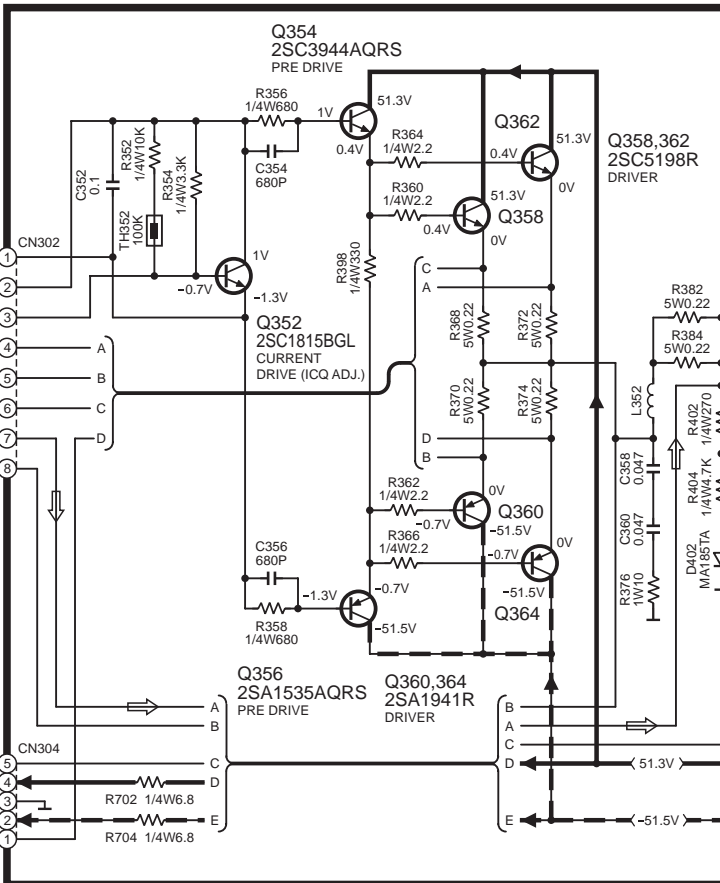 Q354
2SC3944AQRS
PRE DRIVE
R356
1/4W680
1V
51.3V
0.4V
C354
680P
R364
1/4W2.2
Q362
0.4V
51.3V
0V
Q358,362
2SC5198R
DRIVER
R360
1/4W2.2
51.3V
Q358
0.4V
0V
C352
0.1
R352
1/4W10K
R354
1/4W3.3K
TH352
100K
CN302
1
2
3
4
5
6
7
8
1V
−0.7V
−1.3V
Q352
2SC1815BGL
CURRENT
DRIVE (ICQ ADJ.)
R398
1/4W330
C
A
R368
5W0.22
R372
5W0.22
R382
5W0.22
R384
5W0.22
A
B
C
D
R370
5W0.22
R374
5W0.22
L352
R402
1/4W270
D
B
C358
0.047
R404
1/4W4.7K
R362
1/4W2.2
0V
Q360
−0.7V
−51.5V
R366
1/4W2.2
−0.7V
0V
C360
0.047
D402
MA185TA
C356
680P
−1.3V
−0.7V
−51.5V
Q364
R376
1W10
R358
1/4W680
−51.5V
Q356
2SA1535AQRS
PRE DRIVE
Q360,364
2SA1941R
DRIVER
A
B
B
A
CN304
5
4
3
2
1
C
D
C
D
51.3V
R702 1/4W6.8
E
E
−51.5V
R704 1/4W6.8